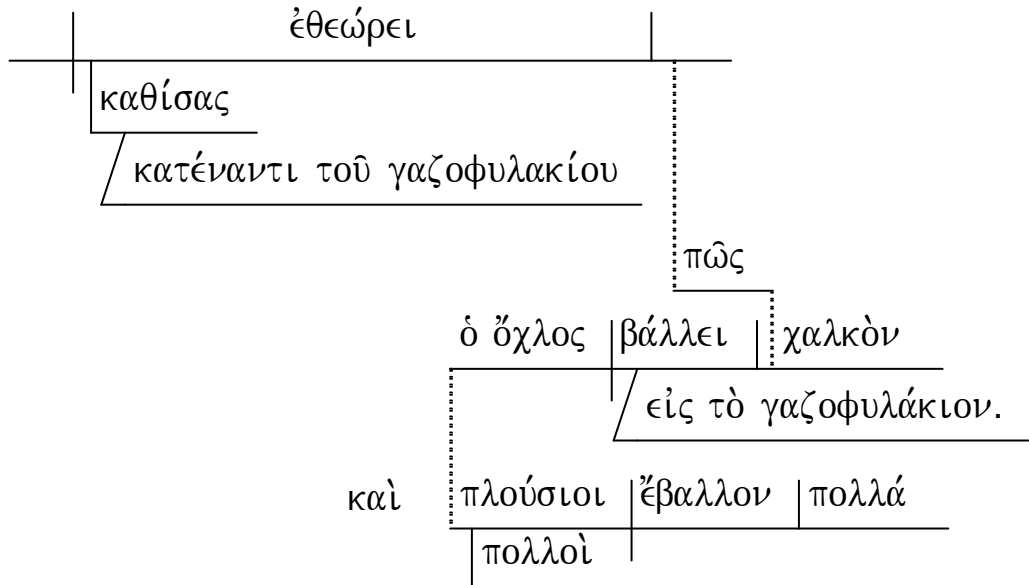 ἐθεώρει
καθίσας
κατέναντι τοῦ γαζοφυλακίου
πῶς
ὁ ὄχλος βάλλει χαλκὸν
εἰς τὸ γαζοφυλάκιον.
καὶ πλούσιοι ἔβαλλον πολλά
πολλοὶ